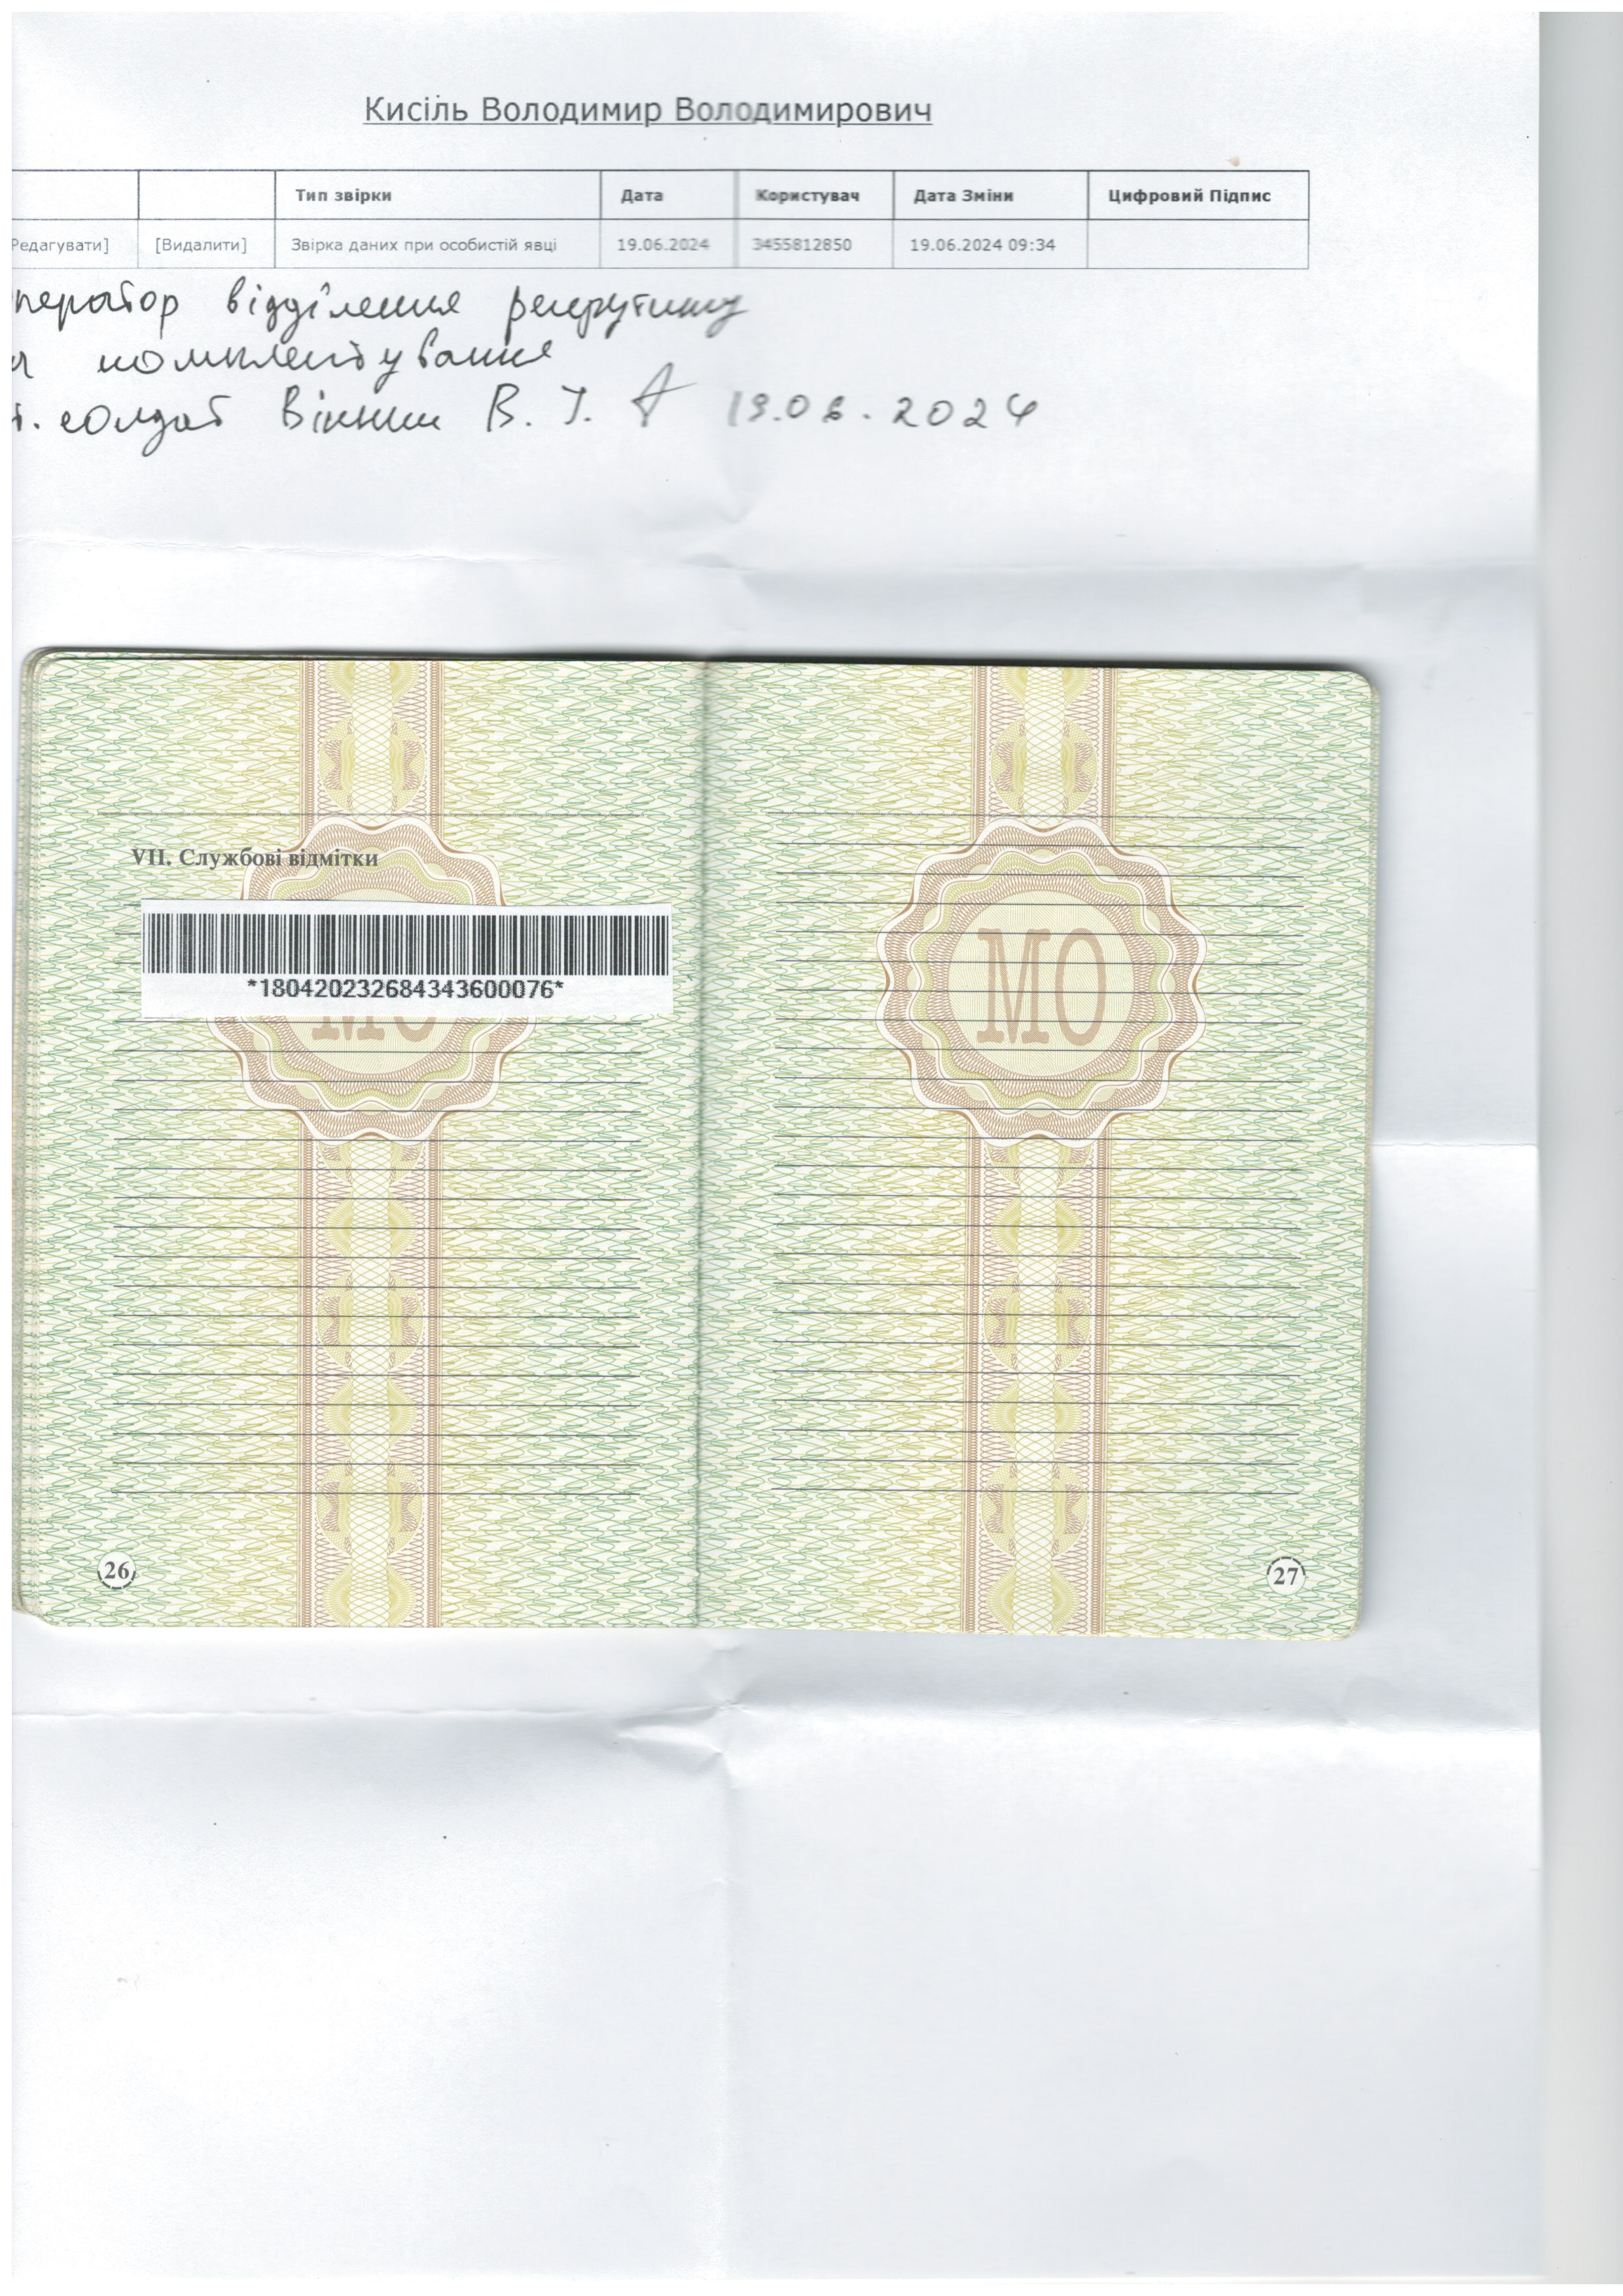 Кисіль Володимир Володимирович
Тип звірки Дата Користувач Дата Зміни Цифровий Підпис
Редагувати] [Видалити] Звірка даних при особистій явці 19.06.2024 3455812850 19.06.2024 09:34
ператор відділення рекрутингу
а комплектування
т. солдат В. І. 19.06.2024
VII. Службові відмітки
*180420232684343600076*
МО
МО
26
27